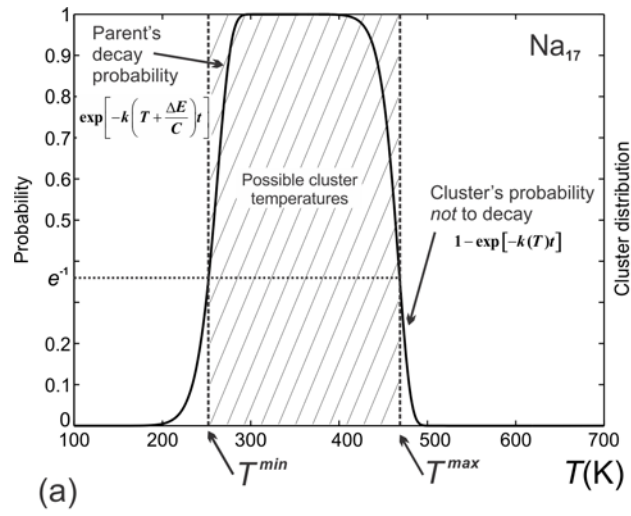 Na₁₇
Parent's
decay
probability
exp[−k(T + ΔE/C)t]
Possible cluster
temperatures
Cluster's probability
not to decay
1 − exp[−k(T)t]
Probability
Cluster distribution
1
0.9
0.8
0.7
0.6
0.5
e⁻¹
0.2
0.1
0
100
200
300
400
500
600
700
T^min
T^max
T(K)
(a)